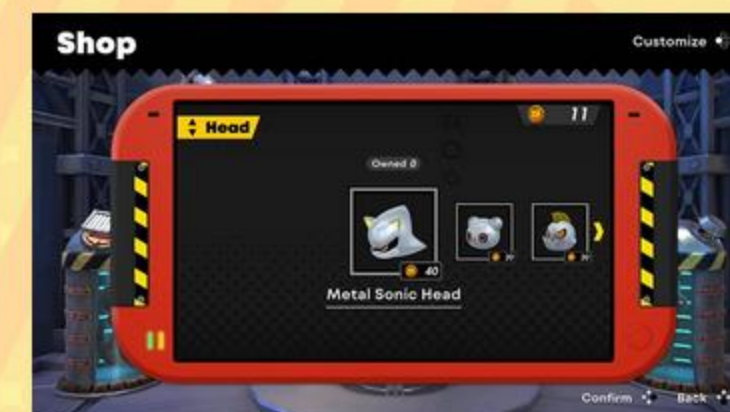 Shop
Customize
Head
11
Owned 0
40
Metal Sonic Head
Confirm
Back